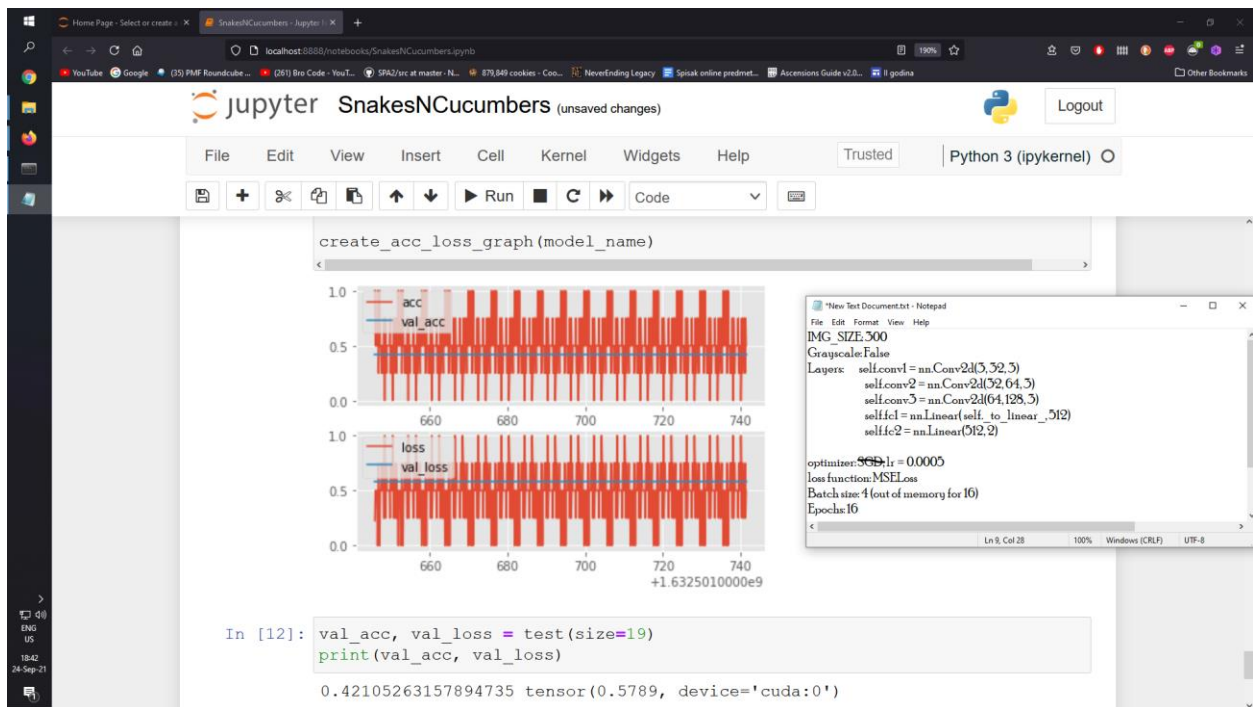 Home Page - Select or create a
SnakesNCucumbers - Jupyter N
localhost:8888/notebooks/SnakesNCucumbers.ipynb
190%
YouTube
Google
(35) PMF Roundcube ...
(261) Bro Code - YouT...
SPA2/src at master · N...
879,849 cookies - Coo...
NeverEnding Legacy
Spisak online predmet...
Ascensions Guide v2.0...
II godina
Other Bookmarks
jupyter SnakesNCucumbers (unsaved changes)
Logout
File Edit View Insert Cell Kernel Widgets Help
Trusted
Python 3 (ipykernel)
Run
Code
create_acc_loss_graph(model_name)
1.0
0.5
0.0
acc
val_acc
660 680 700 720 740
1.0
0.5
0.0
loss
val_loss
660 680 700 720 740
+1.6325010000e9
*New Text Document.txt - Notepad
File Edit Format View Help
IMG_SIZE:300
Grayscale:False
Layers: self.conv1 = nn.Conv2d(3,32,3)
self.conv2 = nn.Conv2d(32,64,3)
self.conv3 = nn.Conv2d(64,128,3)
self.fc1 = nn.Linear(self._to_linear_,512)
self.fc2 = nn.Linear(512,2)
optimizer:SGD;lr = 0.0005
loss function:MSELoss
Batch size: 4 (out of memory for 16)
Epochs:16
Ln 9, Col 28 100% Windows (CRLF) UTF-8
In [12]: val_acc, val_loss = test(size=19)
print(val_acc, val_loss)
0.42105263157894735 tensor(0.5789, device='cuda:0')
ENG
US
18:42
24-Sep-21